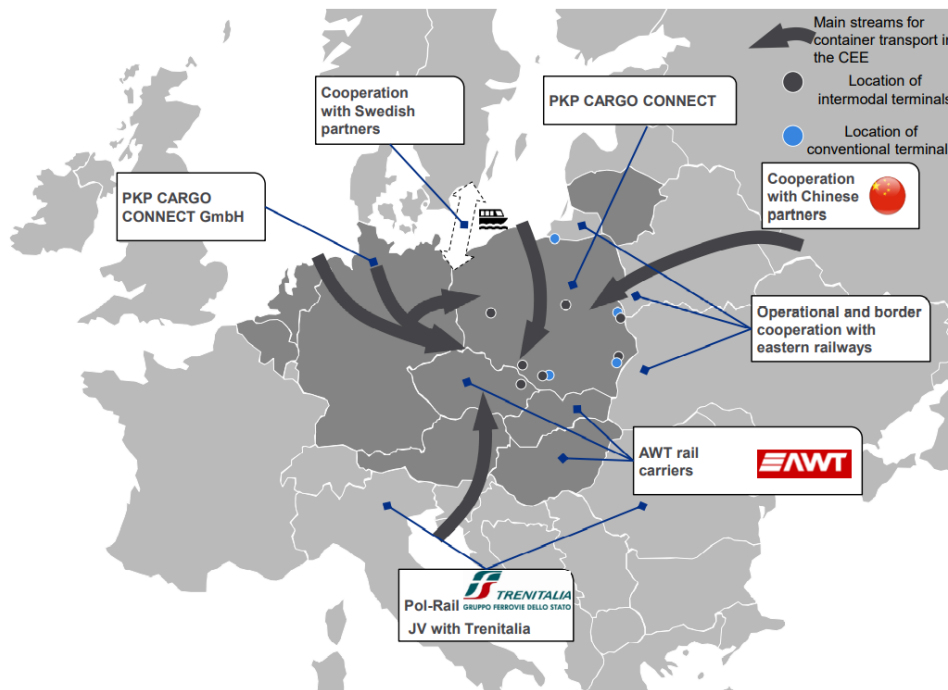 Main streams for
container transport in
the CEE
Location of
intermodal terminals
Location of
conventional terminal
Cooperation
with Swedish
partners
PKP CARGO CONNECT
PKP CARGO
CONNECT GmbH
Cooperation
with Chinese
partners
Operational and border
cooperation with
eastern railways
AWT rail
carriers
AWT
Pol-Rail
TRENITALIA
GRUPPO FERROVIE DELLO STATO
JV with Trenitalia